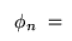 ϕₙ =